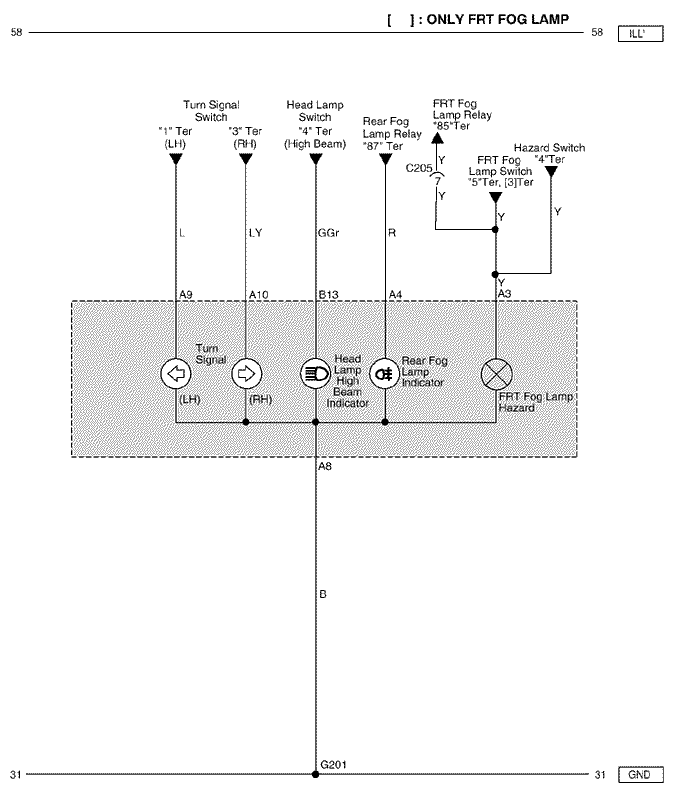 [ ] : ONLY FRT FOG LAMP
58
58
ILL'
Turn Signal
Switch
"1" Ter
(LH)
"3" Ter
(RH)
Head Lamp
Switch
"4" Ter
(High Beam)
Rear Fog
Lamp Relay
"87" Ter
FRT Fog
Lamp Relay
"85"Ter
C205
Y
7
Y
FRT Fog
Lamp Switch
"5"Ter, [3]Ter
Y
Hazard Switch
"4"Ter
Y
L
LY
GGr
R
Y
A9
A10
B13
A4
A3
Turn
Signal
(LH)
(RH)
Head
Lamp
High
Beam
Indicator
Rear Fog
Lamp
Indicator
FRT Fog Lamp
Hazard
A8
B
G201
31
31
GND